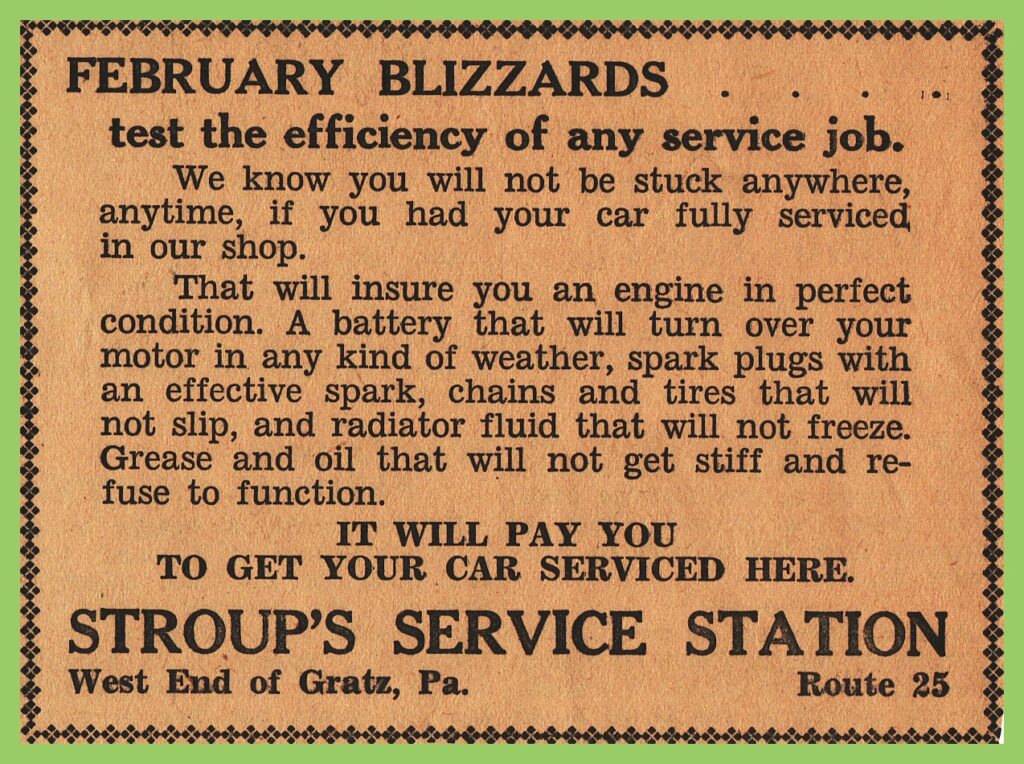 FEBRUARY BLIZZARDS . . . . .
test the efficiency of any service job.
We know you will not be stuck anywhere,
anytime, if you had your car fully serviced
in our shop.
That will insure you an engine in perfect
condition. A battery that will turn over your
motor in any kind of weather, spark plugs with
an effective spark, chains and tires that will
not slip, and radiator fluid that will not freeze.
Grease and oil that will not get stiff and re-
fuse to function.
IT WILL PAY YOU
TO GET YOUR CAR SERVICED HERE.
STROUP'S SERVICE STATION
West End of Gratz, Pa. Route 25